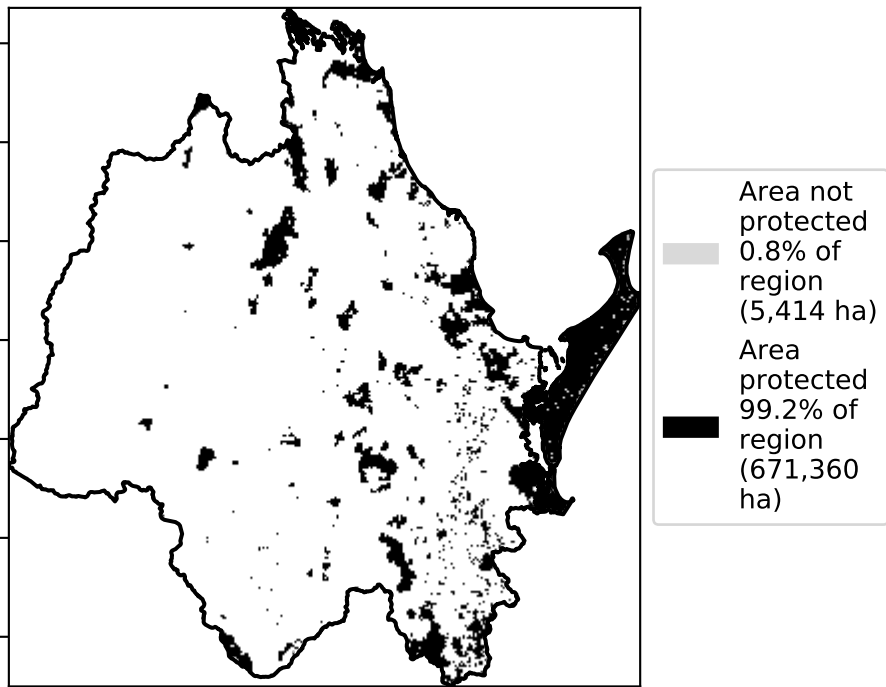 Area not
protected
0.8% of
region
(5,414 ha)
Area
protected
99.2% of
region
(671,360
ha)